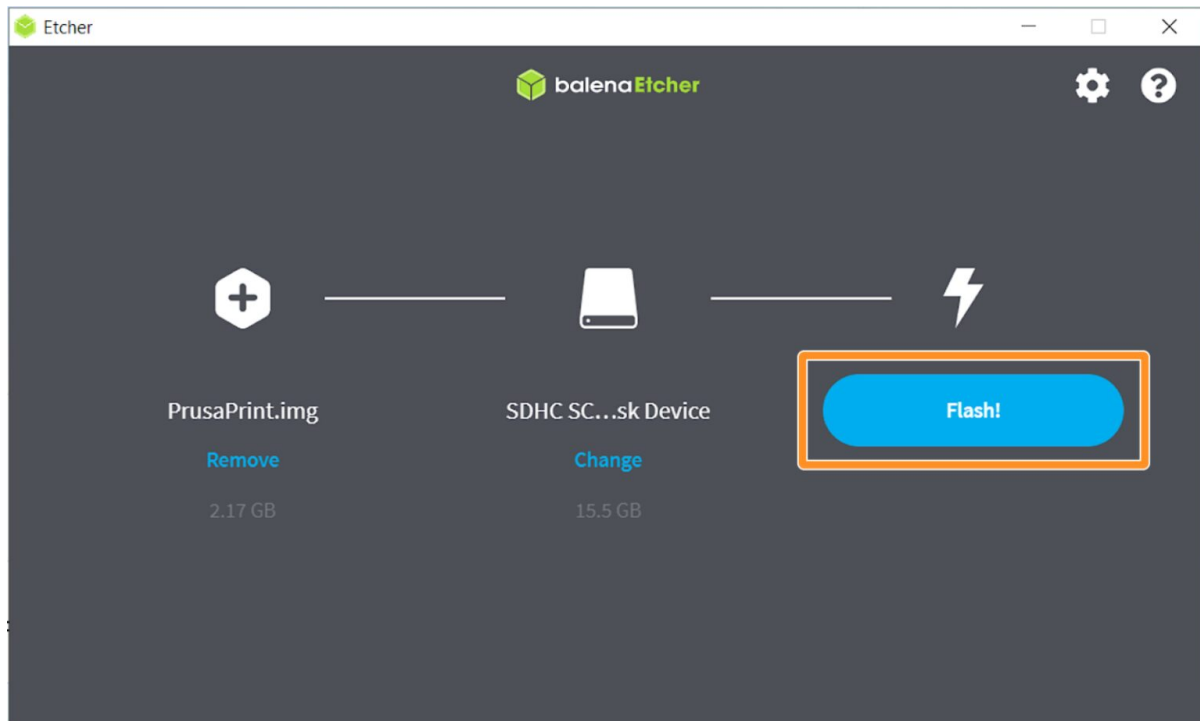 Etcher
balenaEtcher
PrusaPrint.img
SDHC SC...sk Device
Flash!
Remove
Change
2.17 GB
15.5 GB